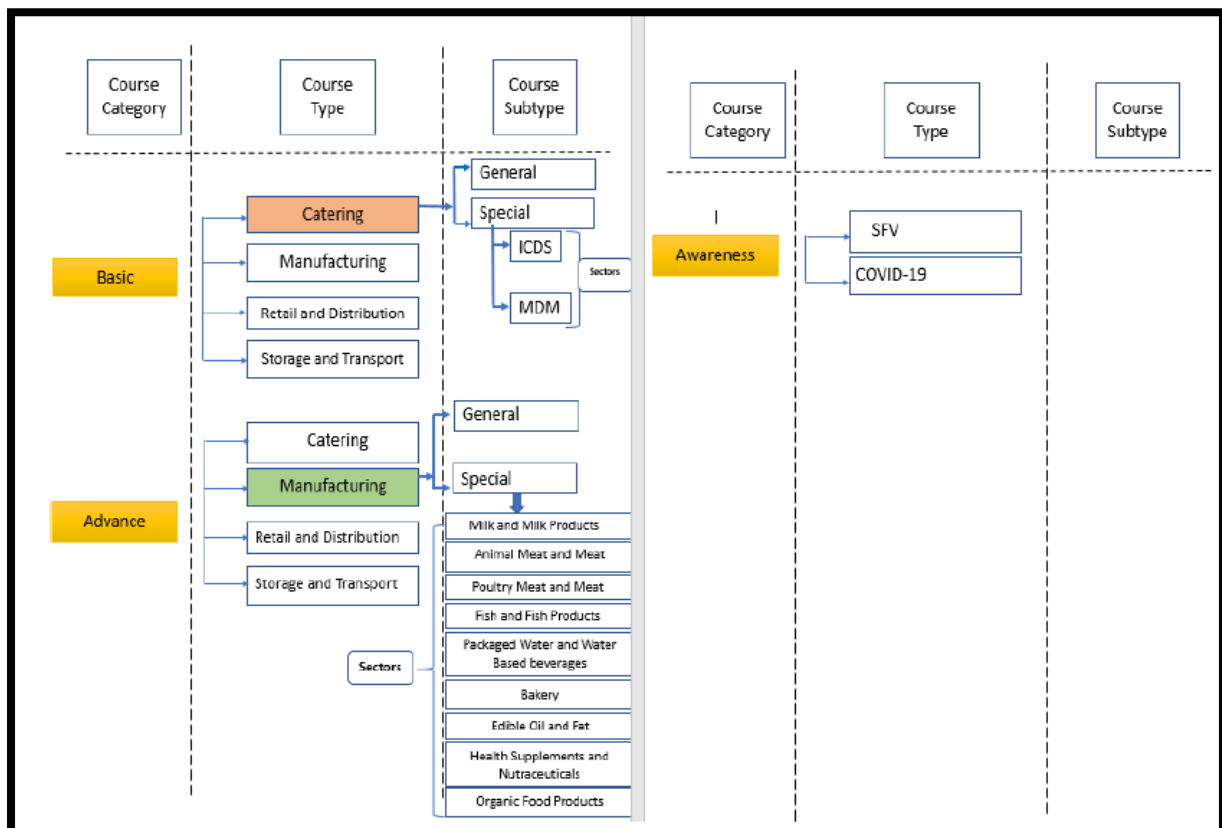 Course
Category
Course
Type
Course
Subtype
General
Catering
Special
ICDS
Sectors
Manufacturing
Basic
MDM
Retail and Distribution
Storage and Transport
General
Catering
Special
Manufacturing
Advance
Milk and Milk Products
Retail and Distribution
Animal Meat and Meat
Storage and Transport
Poultry Meat and Meat
Fish and Fish Products
Packaged Water and Water
Based beverages
Sectors
Bakery
Edible Oil and Fat
Health Supplements and
Nutraceuticals
Organic Food Products
Course
Category
Course
Type
Course
Subtype
SFV
Awareness
COVID-19